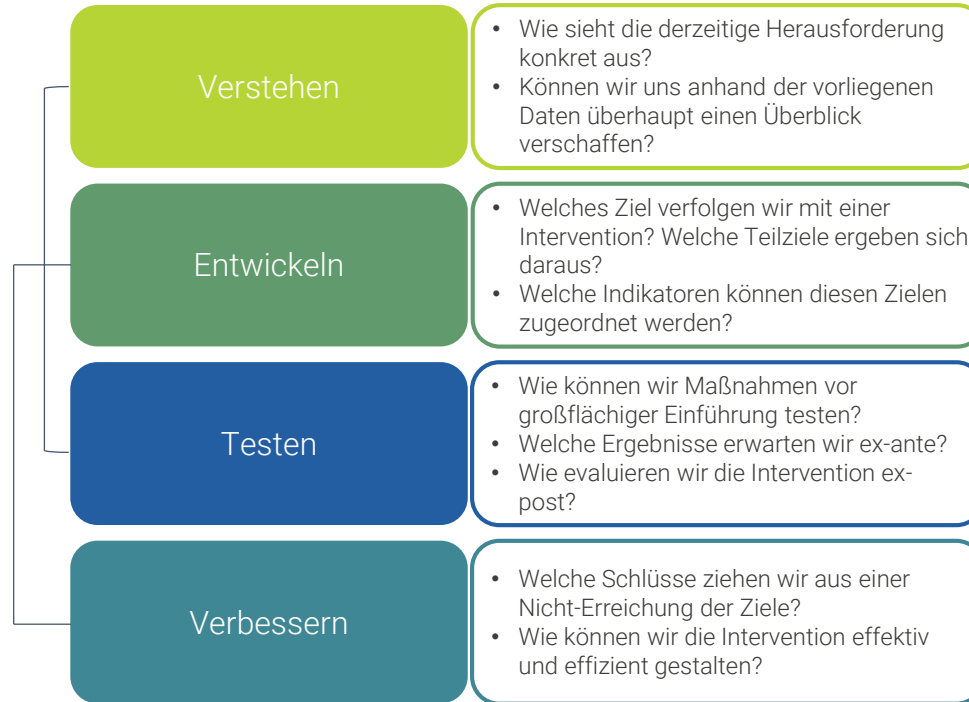 Verstehen
• Wie sieht die derzeitige Herausforderung
konkret aus?
• Können wir uns anhand der vorliegenen
Daten überhaupt einen Überblick
verschaffen?
Entwickeln
• Welches Ziel verfolgen wir mit einer
Intervention? Welche Teilziele ergeben sich
daraus?
• Welche Indikatoren können diesen Zielen
zugeordnet werden?
Testen
• Wie können wir Maßnahmen vor
großflächiger Einführung testen?
• Welche Ergebnisse erwarten wir ex-ante?
• Wie evaluieren wir die Intervention ex-
post?
Verbessern
• Welche Schlüsse ziehen wir aus einer
Nicht-Erreichung der Ziele?
• Wie können wir die Intervention effektiv
und effizient gestalten?